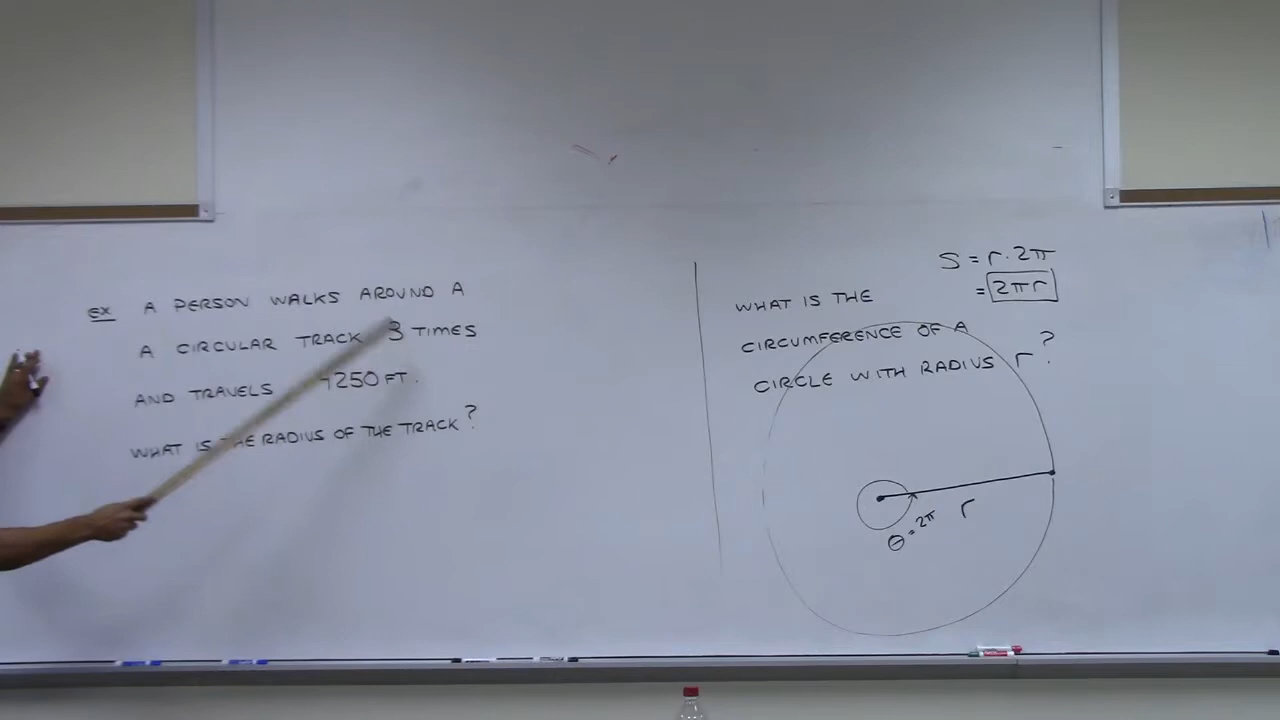 ex A PERSON WALKS AROUND A
A CIRCULAR TRACK 3 TIMES
AND TRAVELS 250 FT.
WHAT IS THE RADIUS OF THE TRACK?
S = r · 2π
= 2πr
WHAT IS THE
CIRCUMFERENCE OF A
CIRCLE WITH RADIUS r?
r
θ = 2π